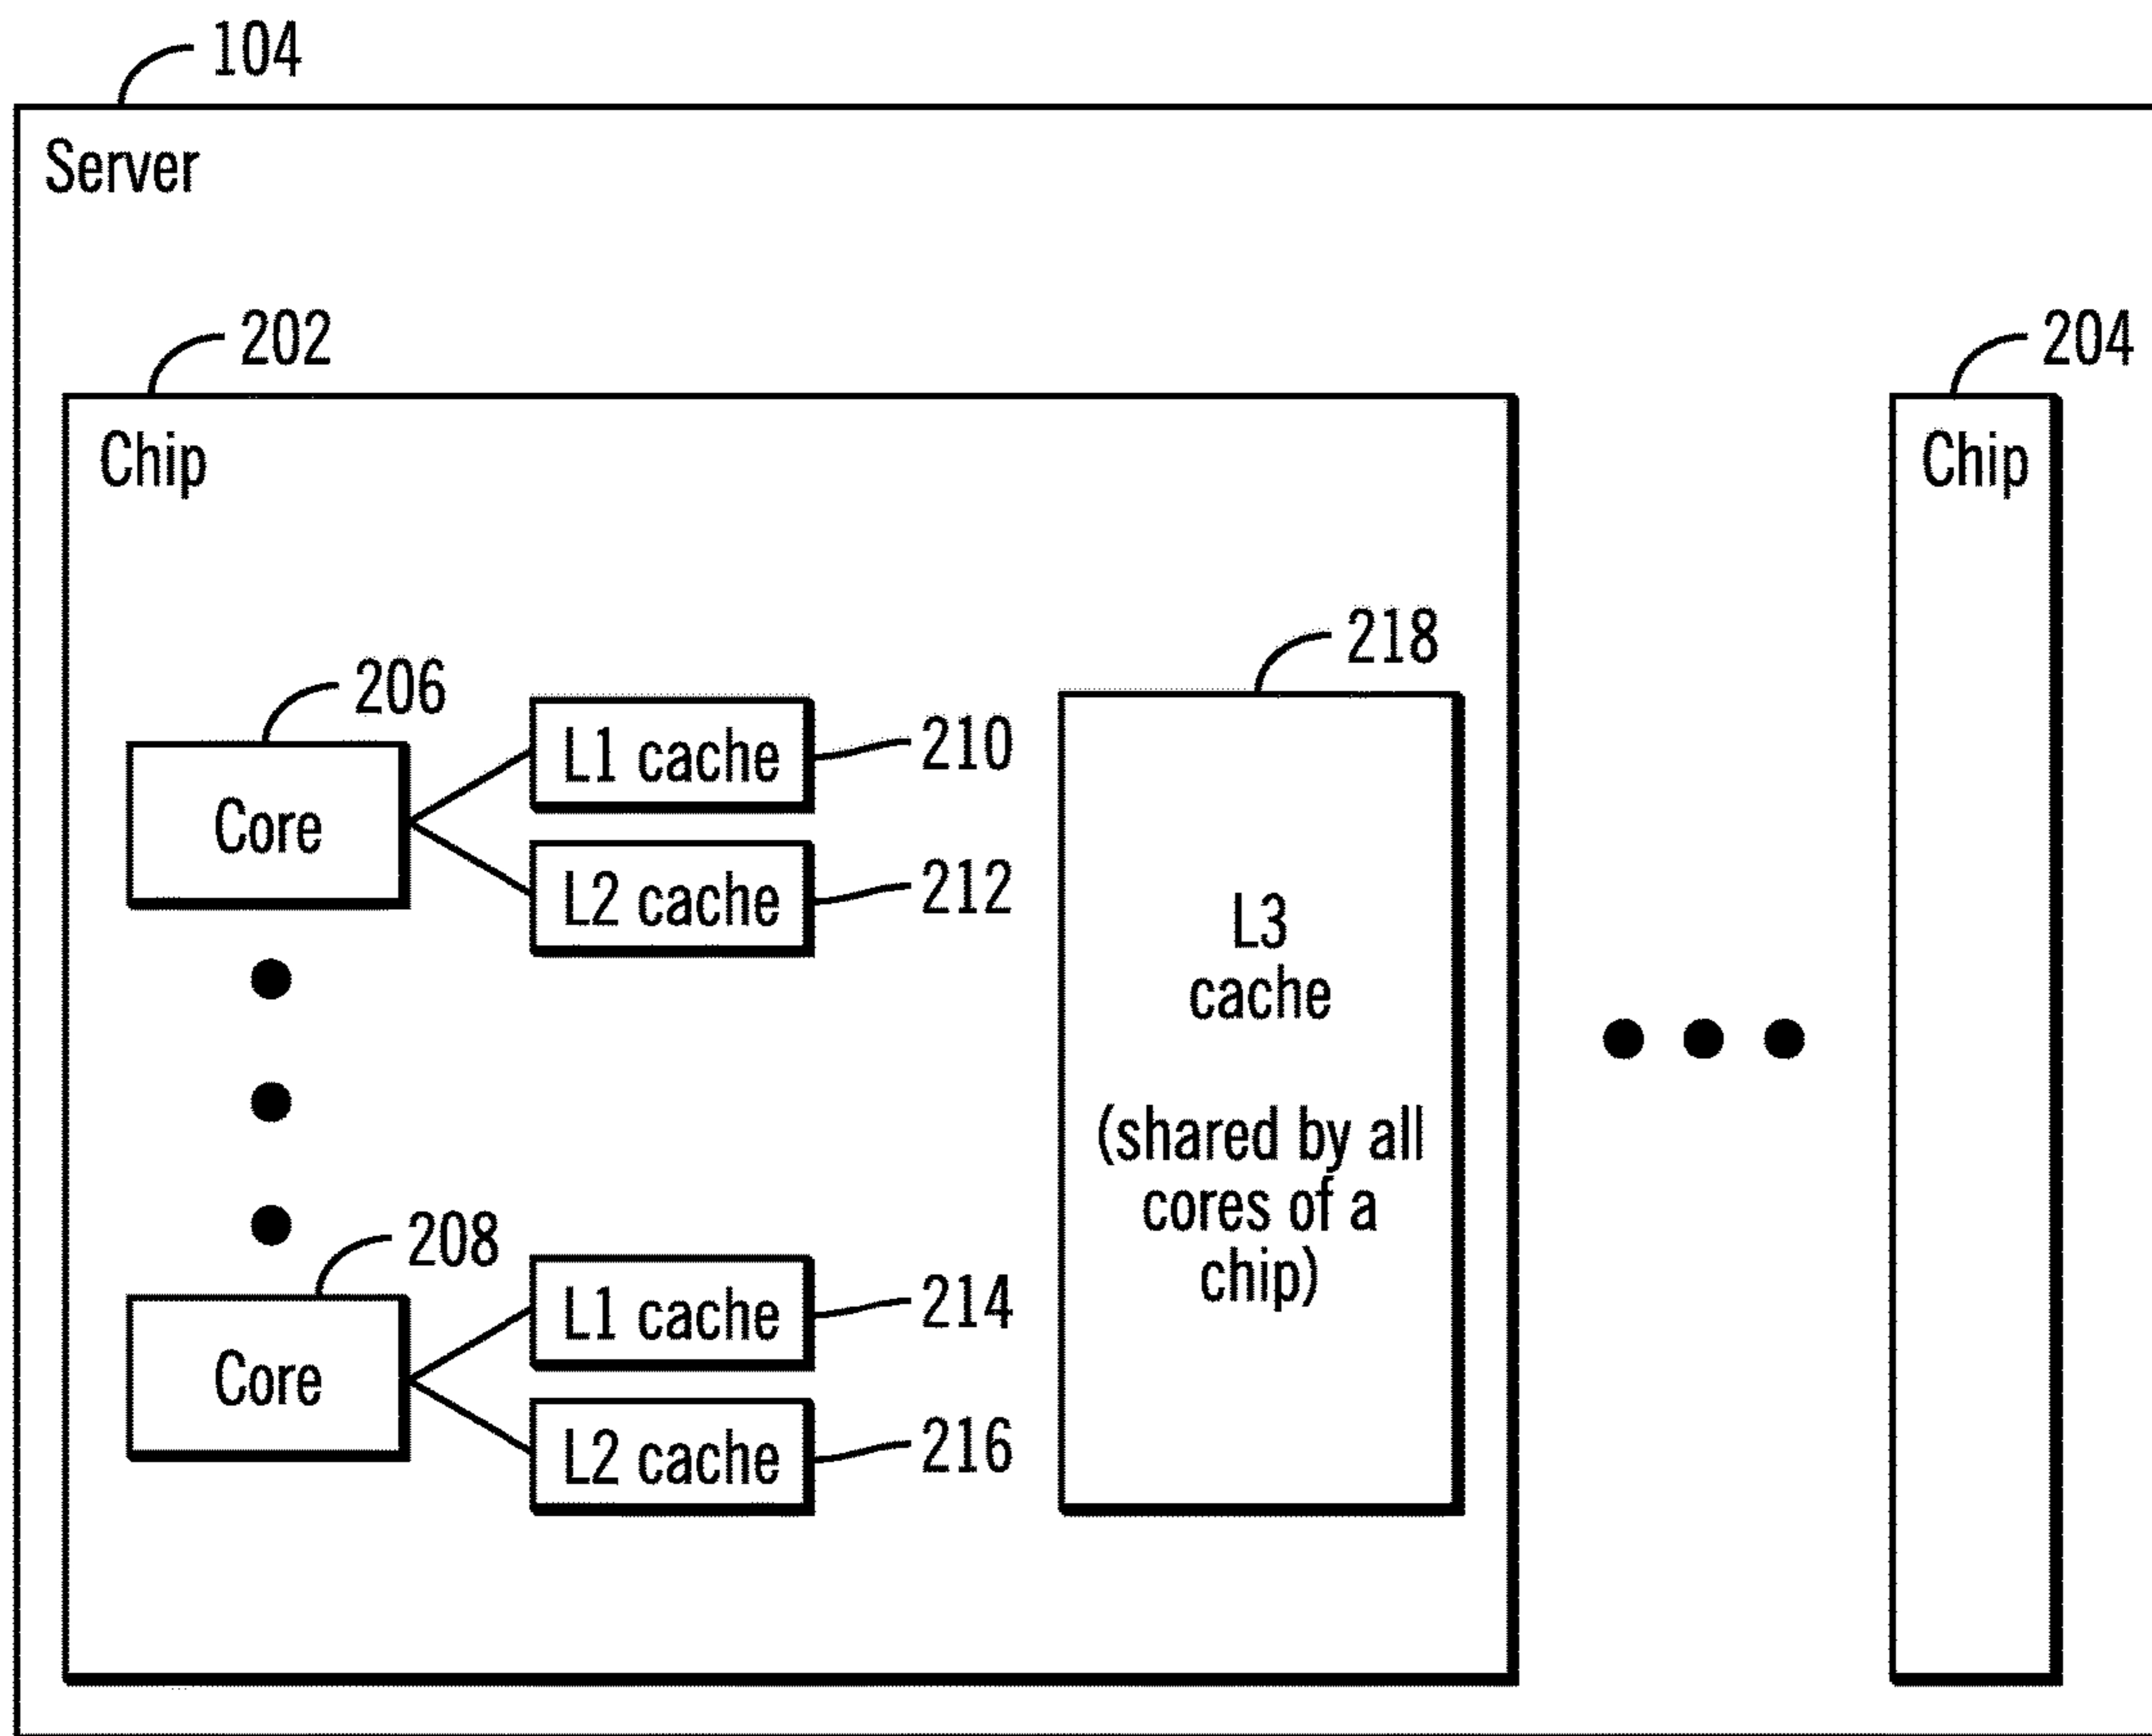 104
Server
202
204
Chip
Chip
218
206
L1 cache
210
Core
L2 cache
212
L3
cache
(shared by all
cores of a
chip)
208
L1 cache
214
Core
L2 cache
216